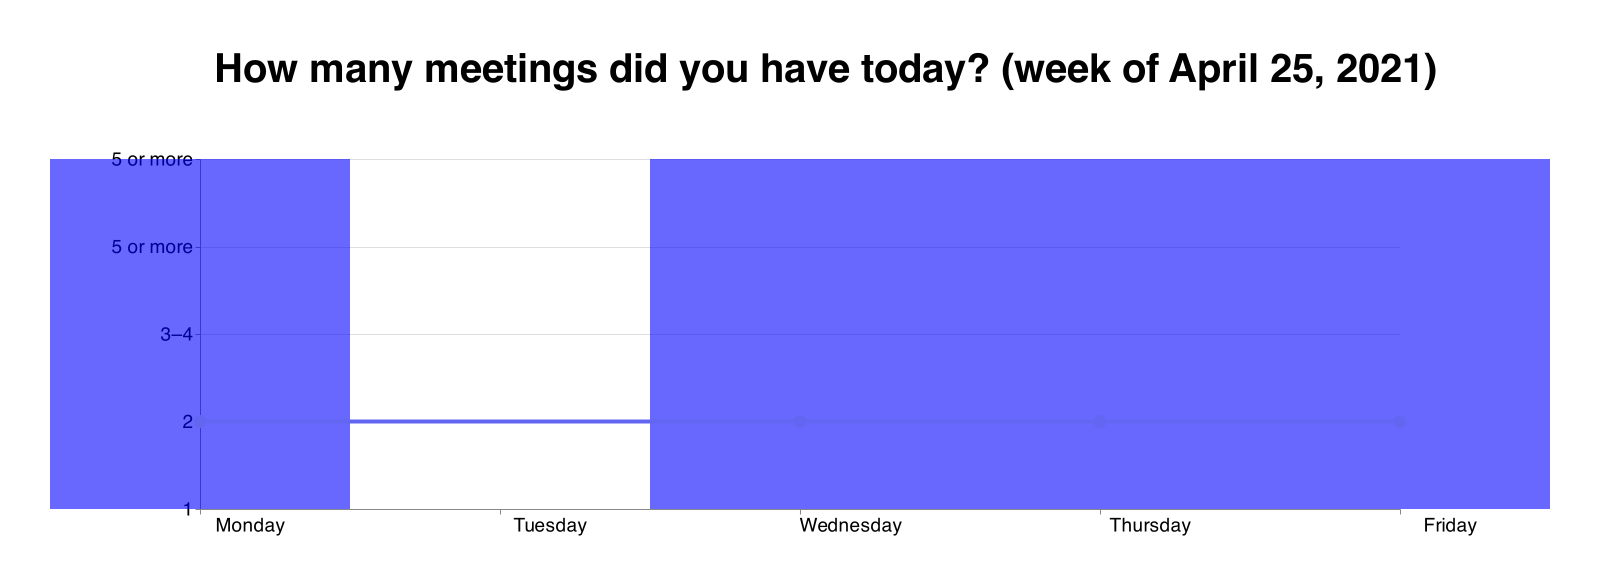 How many meetings did you have today? (week of April 25, 2021)
5 or more
5 or more
3–4
2
1
Monday Tuesday Wednesday Thursday Friday